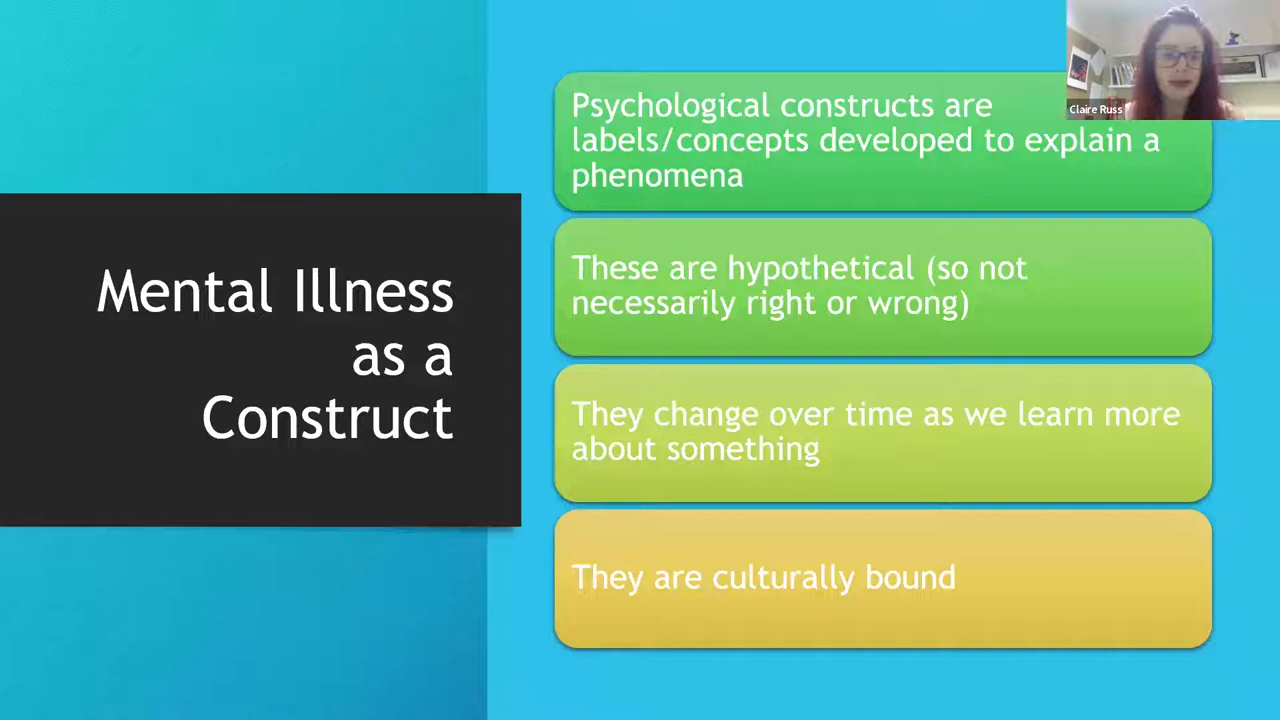 Mental Illness
as a
Construct
Psychological constructs are
labels/concepts developed to explain a
phenomena
These are hypothetical (so not
necessarily right or wrong)
They change over time as we learn more
about something
They are culturally bound
Claire Russ